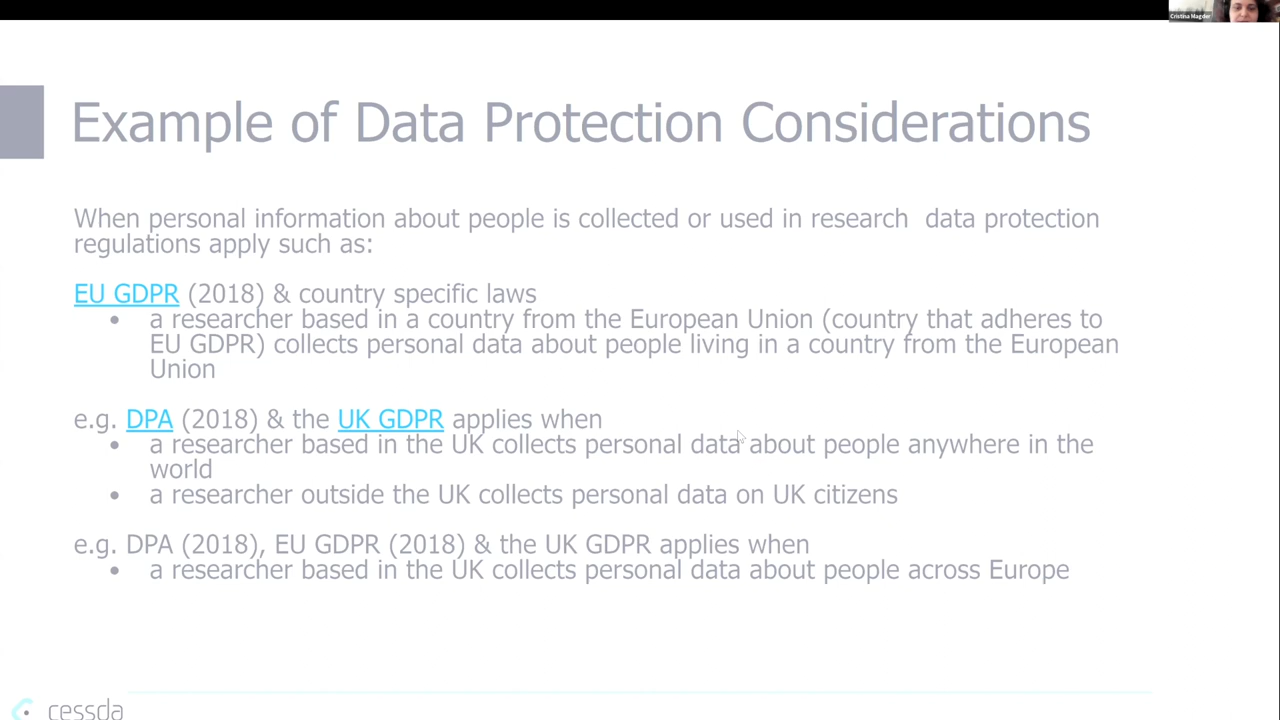 Cristina Magder
Example of Data Protection Considerations
When personal information about people is collected or used in research data protection
regulations apply such as:
EU GDPR (2018) & country specific laws
• a researcher based in a country from the European Union (country that adheres to
EU GDPR) collects personal data about people living in a country from the European
Union
e.g. DPA (2018) & the UK GDPR applies when
• a researcher based in the UK collects personal data about people anywhere in the
world
• a researcher outside the UK collects personal data on UK citizens
e.g. DPA (2018), EU GDPR (2018) & the UK GDPR applies when
• a researcher based in the UK collects personal data about people across Europe
cessda